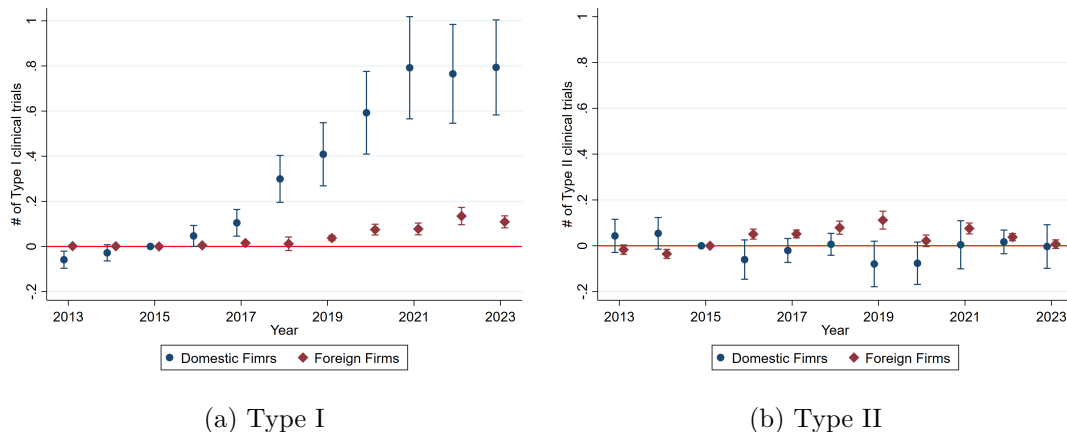 # of Type I clinical trials
1
.8
.6
.4
.2
0
-.2
2013 2015 2017 2019 2021 2023
Year
Domestic Fimrs Foreign Firms
(a) Type I
# of Type II clinical trials
1
.8
.6
.4
.2
0
-.2
2013 2015 2017 2019 2021 2023
Year
Domestic Fimrs Foreign Firms
(b) Type II